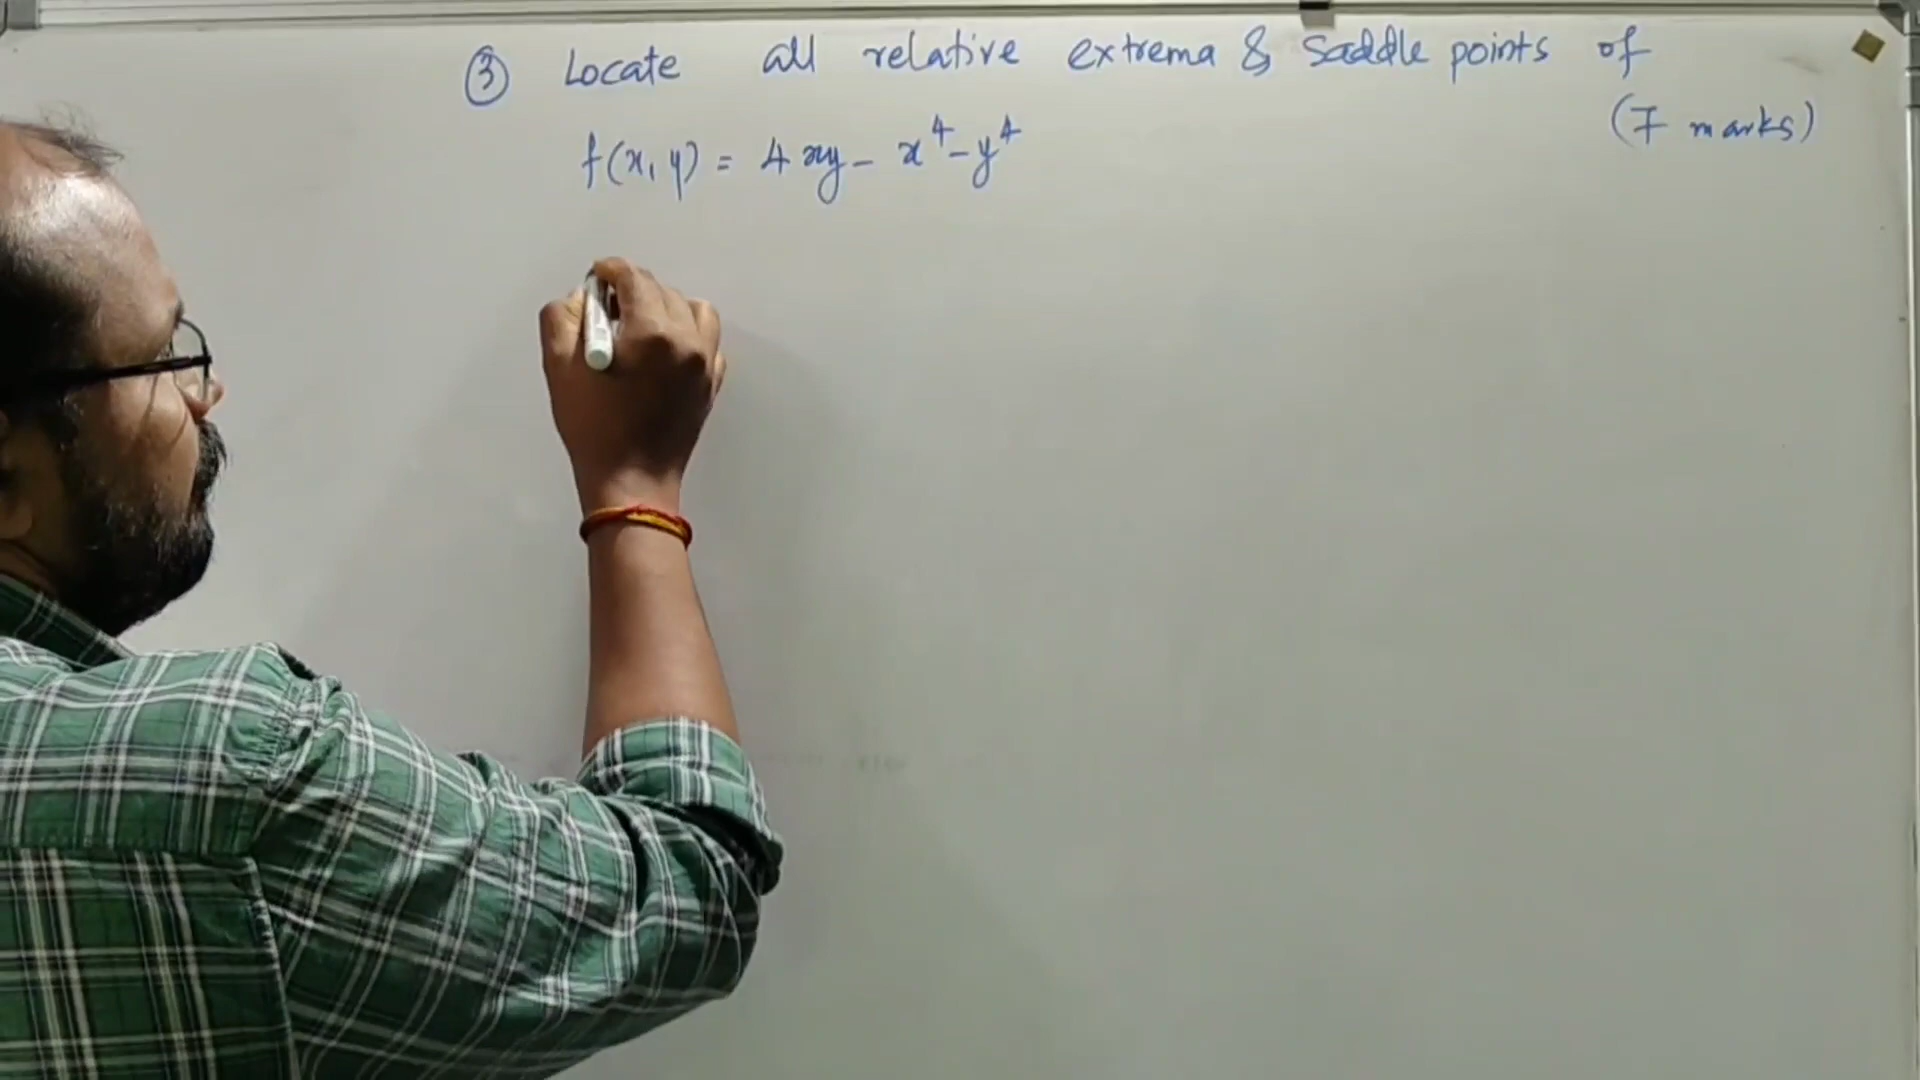 ③ Locate all relative extrema & Saddle points of
(7 marks)
f(x, y) = 4xy - x⁴ - y⁴